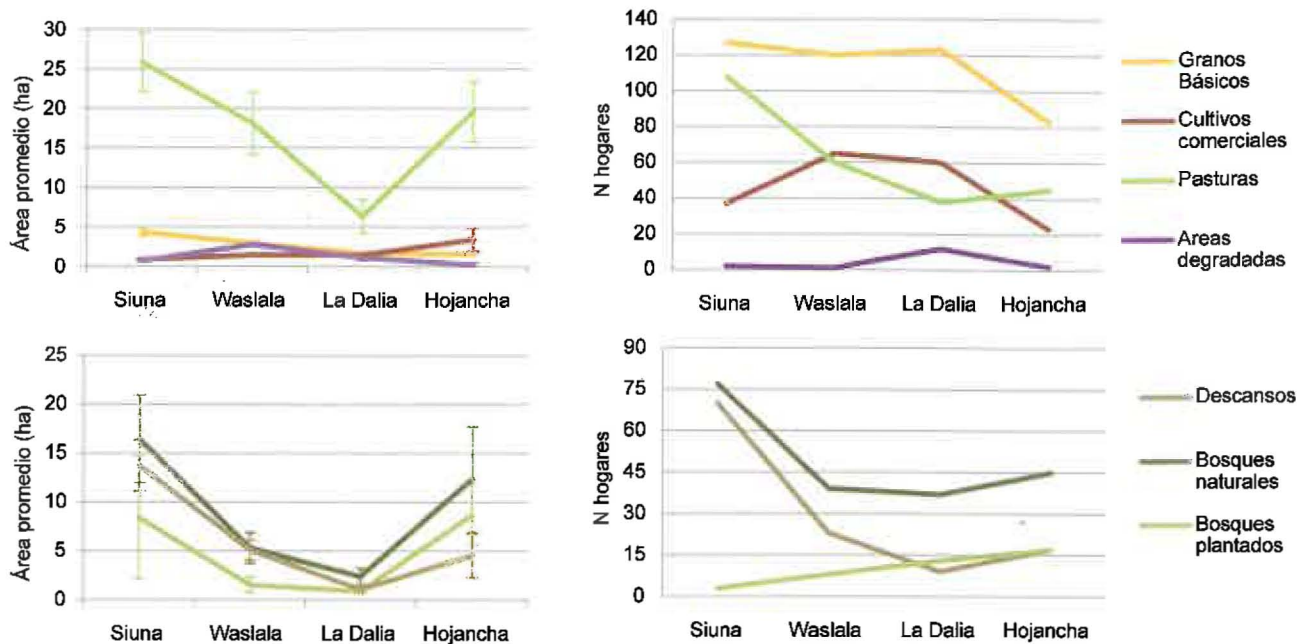 Área promedio (ha)
30
25
20
15
10
5
0
Siuna
Waslala
La Dalia
Hojancha
N hogares
140
120
100
80
60
40
20
0
Siuna
Waslala
La Dalia
Hojancha
Granos
Básicos
Cultivos
comerciales
Pasturas
Areas
degradadas
Área promedio (ha)
25
20
15
10
5
0
Siuna
Waslala
La Dalia
Hojancha
N hogares
90
75
60
45
30
15
0
Siuna
Waslala
La Dalia
Hojancha
Descansos
Bosques
naturales
Bosques
plantados